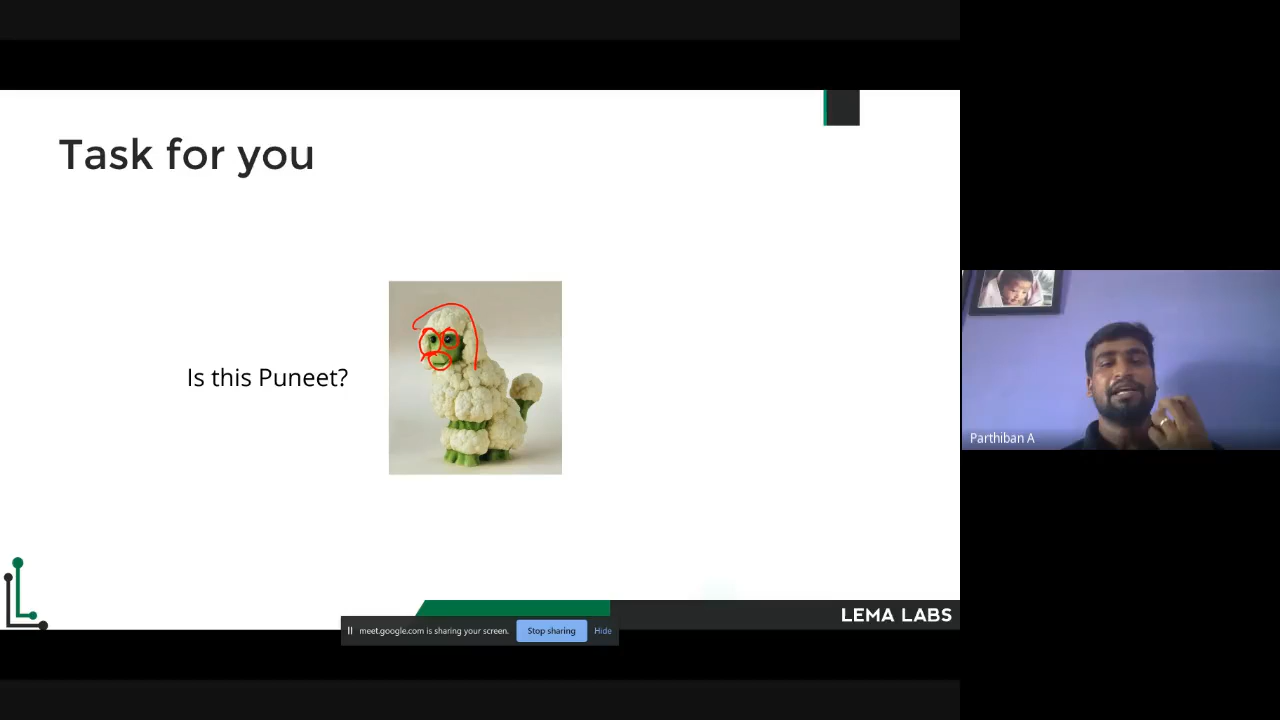 Task for you
Is this Puneet?
Parthiban A
LEMA LABS
meet.google.com is sharing your screen.
Stop sharing
Hide